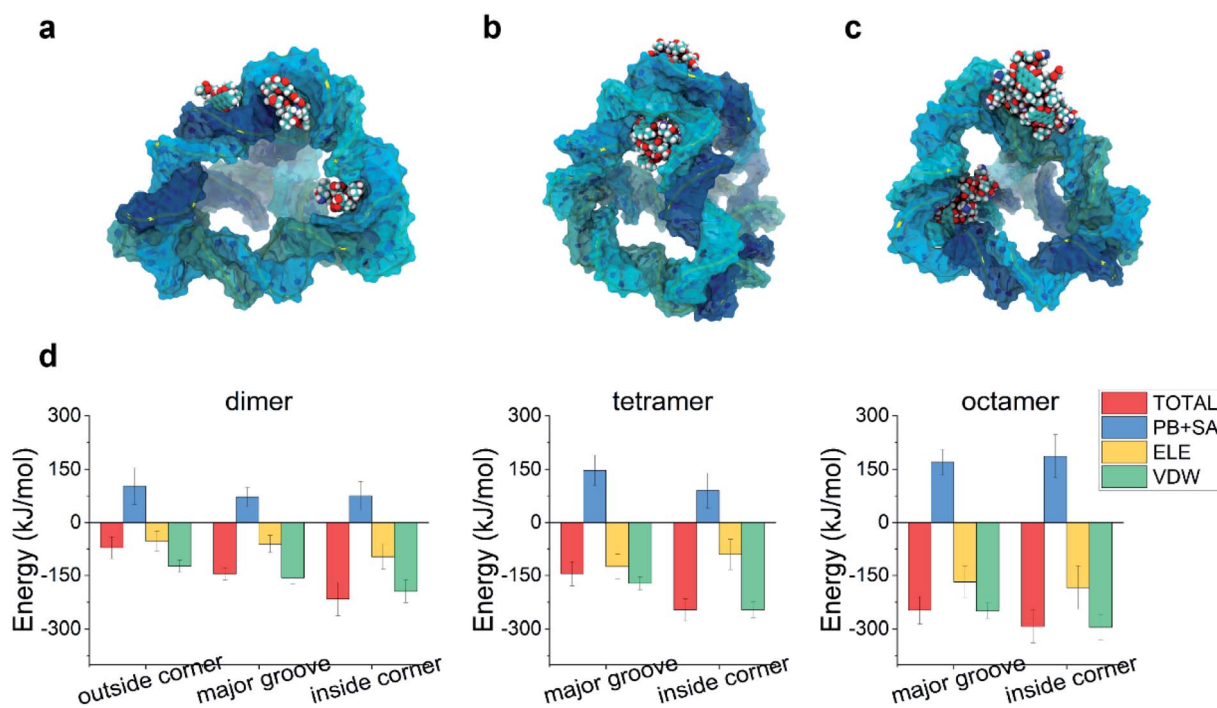 a
b
c
d
dimer
tetramer
octamer
TOTAL
PB+SA
ELE
VDW
Energy (kJ/mol)
300
150
0
-150
-300
outside corner
major groove
inside corner
Energy (kJ/mol)
300
150
0
-150
-300
major groove
inside corner
Energy (kJ/mol)
300
150
0
-150
-300
major groove
inside corner